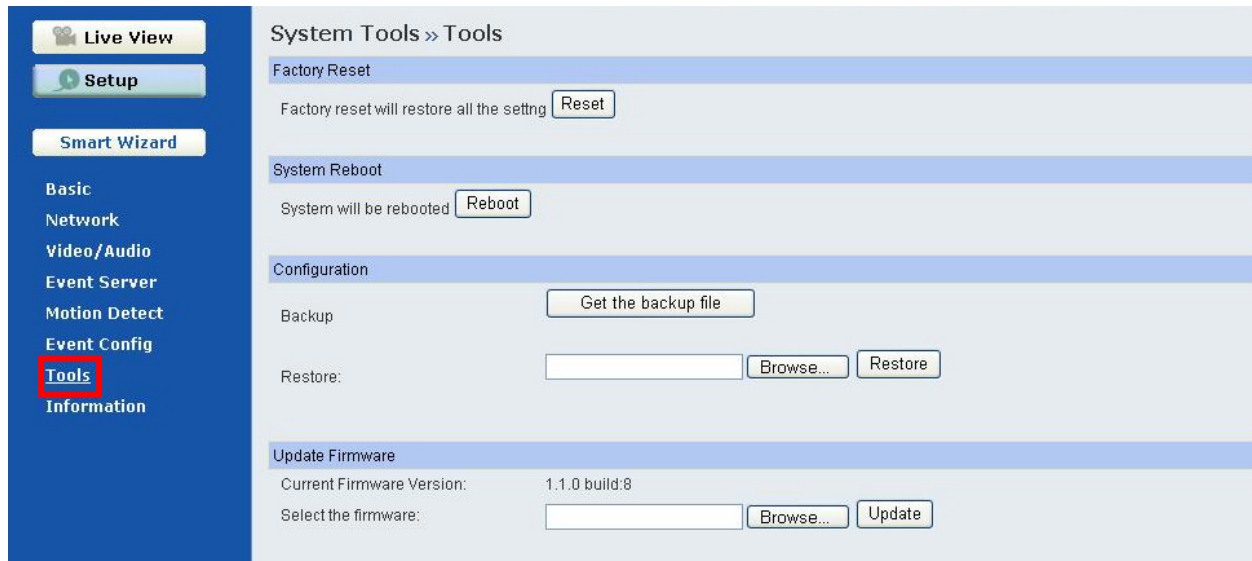 Live View
Setup
Smart Wizard
Basic
Network
Video/Audio
Event Server
Motion Detect
Event Config
Tools
Information
System Tools » Tools
Factory Reset
Factory reset will restore all the settng Reset
System Reboot
System will be rebooted Reboot
Configuration
Backup Get the backup file
Restore: Browse... Restore
Update Firmware
Current Firmware Version: 1.1.0 build:8
Select the firmware: Browse... Update